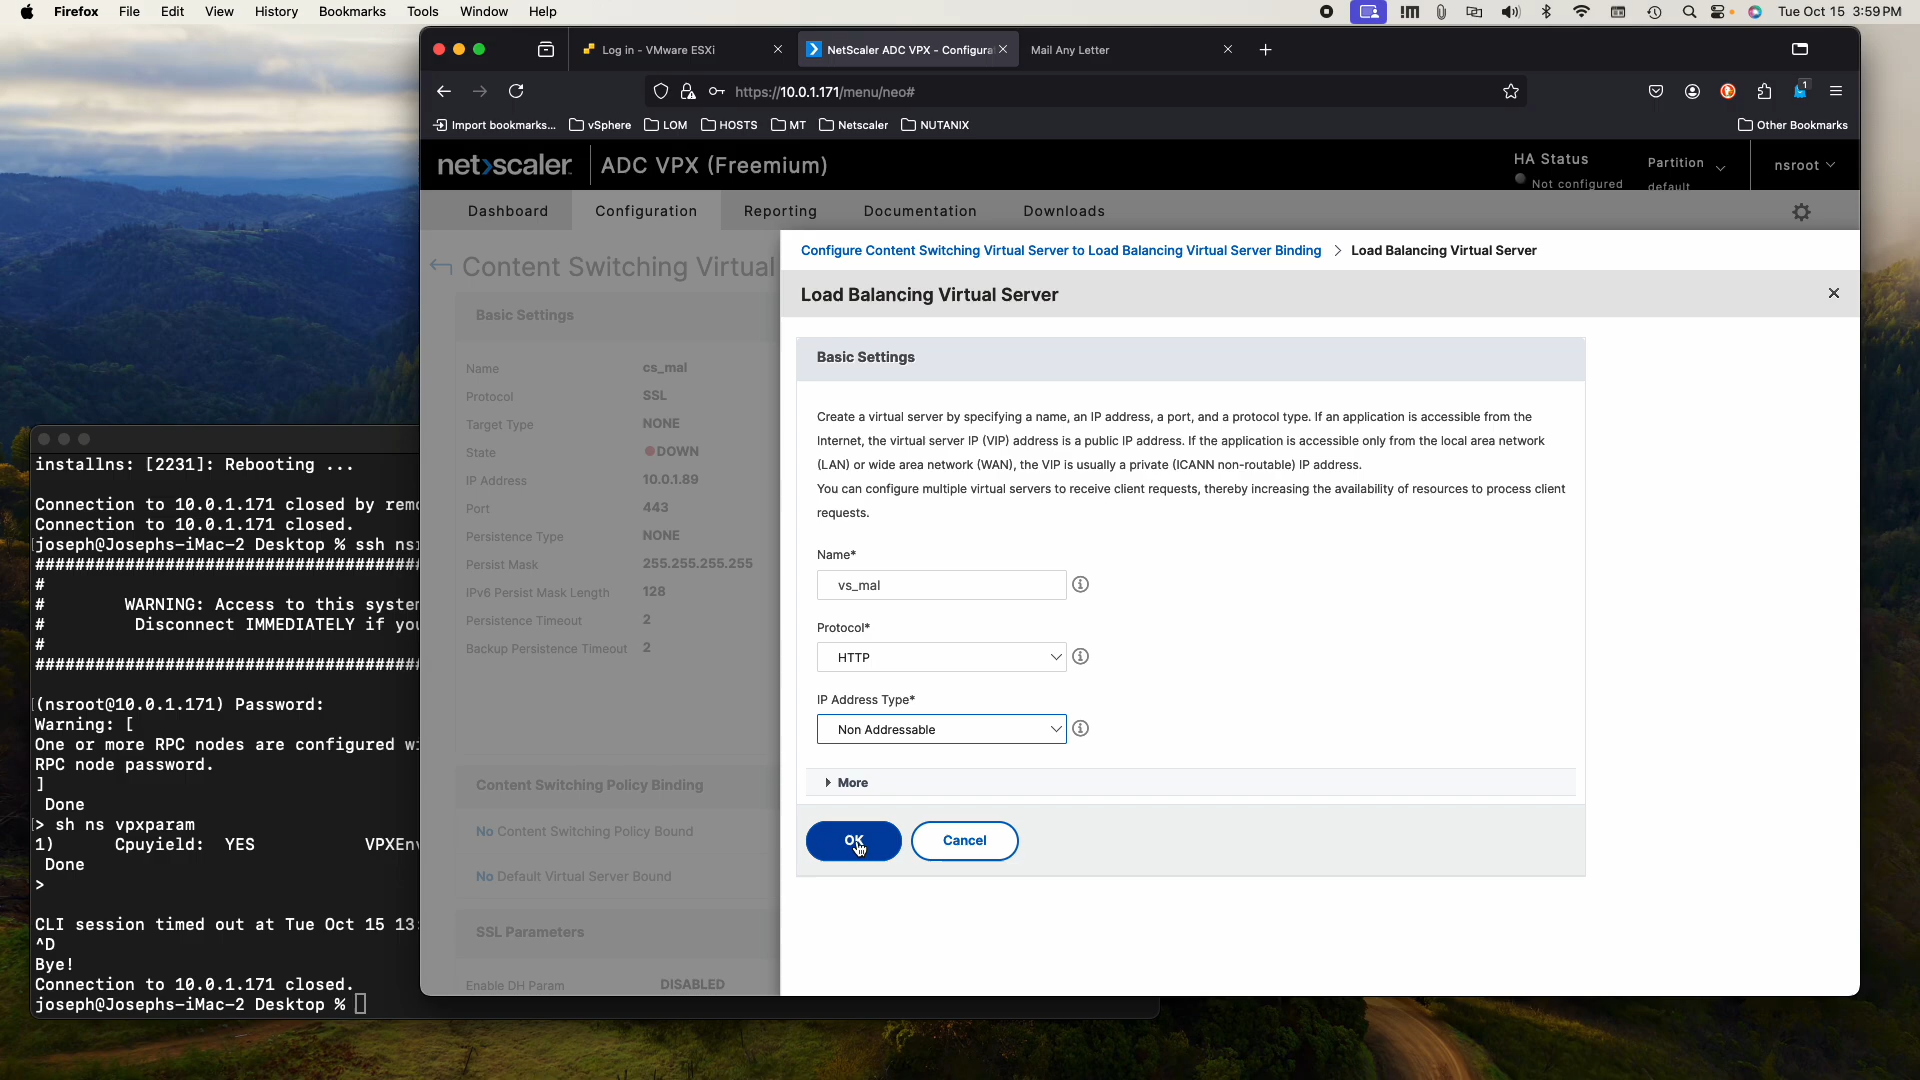 Firefox File Edit View History Bookmarks Tools Window Help Tue Oct 15 3:59 PM
Log in - VMware ESXi
NetScaler ADC VPX - Configura
Mail Any Letter
https://10.0.1.171/menu/neo#
1
Import bookmarks... vSphere LOM HOSTS MT Netscaler NUTANIX Other Bookmarks
net>scaler ADC VPX (Freemium)
HA Status
Not configured
Partition
default
nsroot
Dashboard Configuration Reporting Documentation Downloads
Configure Content Switching Virtual Server to Load Balancing Virtual Server Binding > Load Balancing Virtual Server
Content Switching Virtual
Load Balancing Virtual Server
Basic Settings
Name cs_mal
Protocol SSL
Target Type NONE
State DOWN
IP Address 10.0.1.89
Port 443
Persistence Type NONE
Persist Mask 255.255.255.255
IPv6 Persist Mask Length 128
Persistence Timeout 2
Backup Persistence Timeout 2
Content Switching Policy Binding
No Content Switching Policy Bound
No Default Virtual Server Bound
SSL Parameters
Enable DH Param DISABLED
Basic Settings
Create a virtual server by specifying a name, an IP address, a port, and a protocol type. If an application is accessible from the
Internet, the virtual server IP (VIP) address is a public IP address. If the application is accessible only from the local area network
(LAN) or wide area network (WAN), the VIP is usually a private (ICANN non-routable) IP address.
You can configure multiple virtual servers to receive client requests, thereby increasing the availability of resources to process client
requests.
Name*
vs_mal
Protocol*
HTTP
IP Address Type*
Non Addressable
More
OK Cancel
installns: [2231]: Rebooting ...
Connection to 10.0.1.171 closed by
Connection to 10.0.1.171 closed.
[joseph@Josephs-iMac-2 Desktop % ssh
#######################################
#
# WARNING: Access to this
# Disconnect IMMEDIATELY if
#
#######################################
[(nsroot@10.0.1.171) Password:
Warning: [
One or more RPC nodes are configured
RPC node password.
]
Done
[> sh ns vpxparam
1) Cpuyield: YES
Done
>
CLI session timed out at Tue Oct 15
^D
Bye!
Connection to 10.0.1.171 closed.
joseph@Josephs-iMac-2 Desktop %